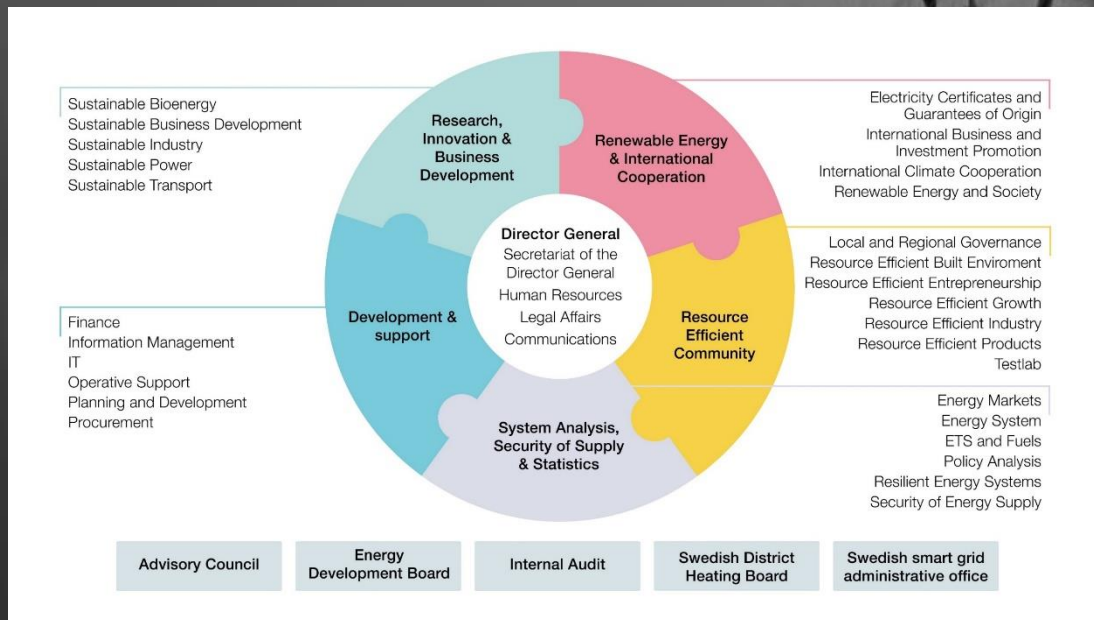 Sustainable Bioenergy
Sustainable Business Development
Sustainable Industry
Sustainable Power
Sustainable Transport
Research,
Innovation &
Business
Development
Renewable Energy
& International
Cooperation
Electricity Certificates and
Guarantees of Origin
International Business and
Investment Promotion
International Climate Cooperation
Renewable Energy and Society
Director General
Secretariat of the
Director General
Human Resources
Legal Affairs
Communications
Local and Regional Governance
Resource Efficient Built Enviroment
Resource Efficient Entrepreneurship
Resource Efficient Growth
Resource Efficient Industry
Resource Efficient Products
Testlab
Finance
Information Management
IT
Operative Support
Planning and Development
Procurement
Development &
support
Resource
Efficient
Community
System Analysis,
Security of Supply
& Statistics
Energy Markets
Energy System
ETS and Fuels
Policy Analysis
Resilient Energy Systems
Security of Energy Supply
Advisory Council
Energy
Development Board
Internal Audit
Swedish District
Heating Board
Swedish smart grid
administrative office